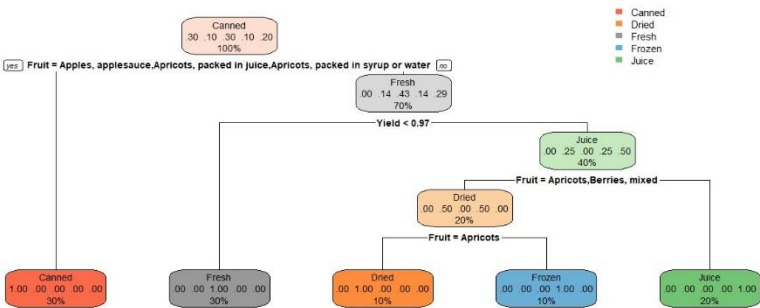 Canned
Dried
Fresh
Frozen
Juice
Canned
.30 .10 .30 .10 .20
100%
yes Fruit = Apples, applesauce,Apricots, packed in juice,Apricots, packed in syrup or water no
Fresh
.00 .14 .43 .14 .29
70%
Yield < 0.97
Juice
.00 .25 .00 .25 .50
40%
Fruit = Apricots,Berries, mixed
Dried
.00 .50 .00 .50 .00
20%
Fruit = Apricots
Canned
1.00 .00 .00 .00 .00
30%
Fresh
.00 .00 1.00 .00 .00
30%
Dried
.00 1.00 .00 .00 .00
10%
Frozen
.00 .00 .00 1.00 .00
10%
Juice
.00 .00 .00 .00 1.00
20%